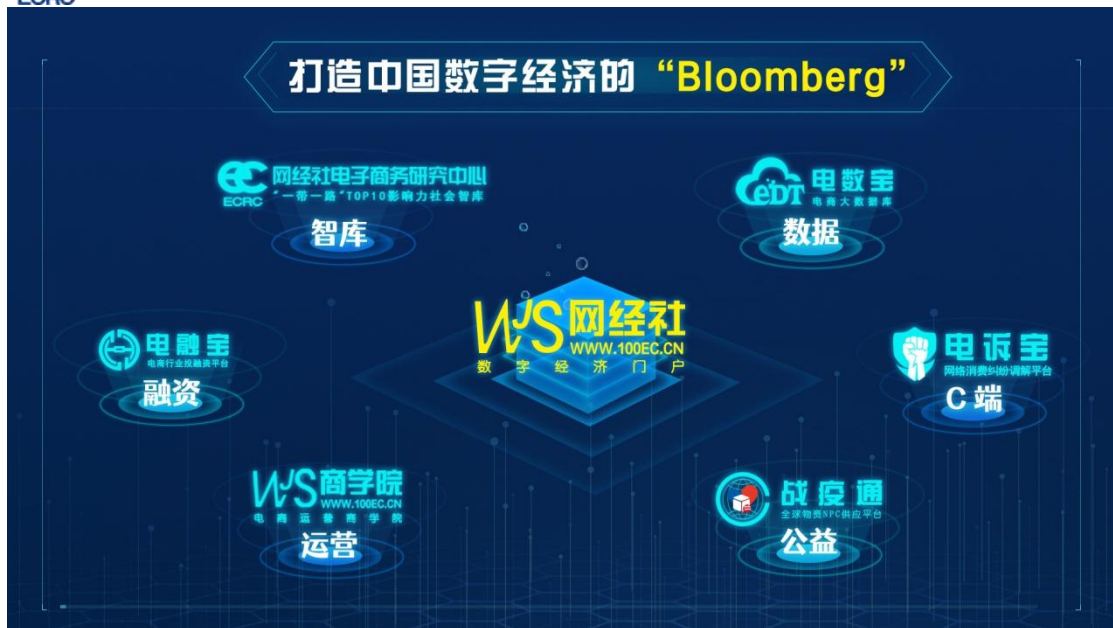 ECRC
打造中国数字经济的 “Bloomberg”
ECRC
网经社电子商务研究中心
“一带一路”TOP10影响力社会智库
智库
eDT
电数宝
电商大数据库
数据
WJS网经社
WWW.100EC.CN
数字经济门户
电融宝
电商行业投融资平台
融资
电诉宝
网络消费纠纷调解平台
C端
WJS商学院
WWW.100EC.CN
电商运营商学院
运营
战疫通
全球物资NPC供应平台
公益